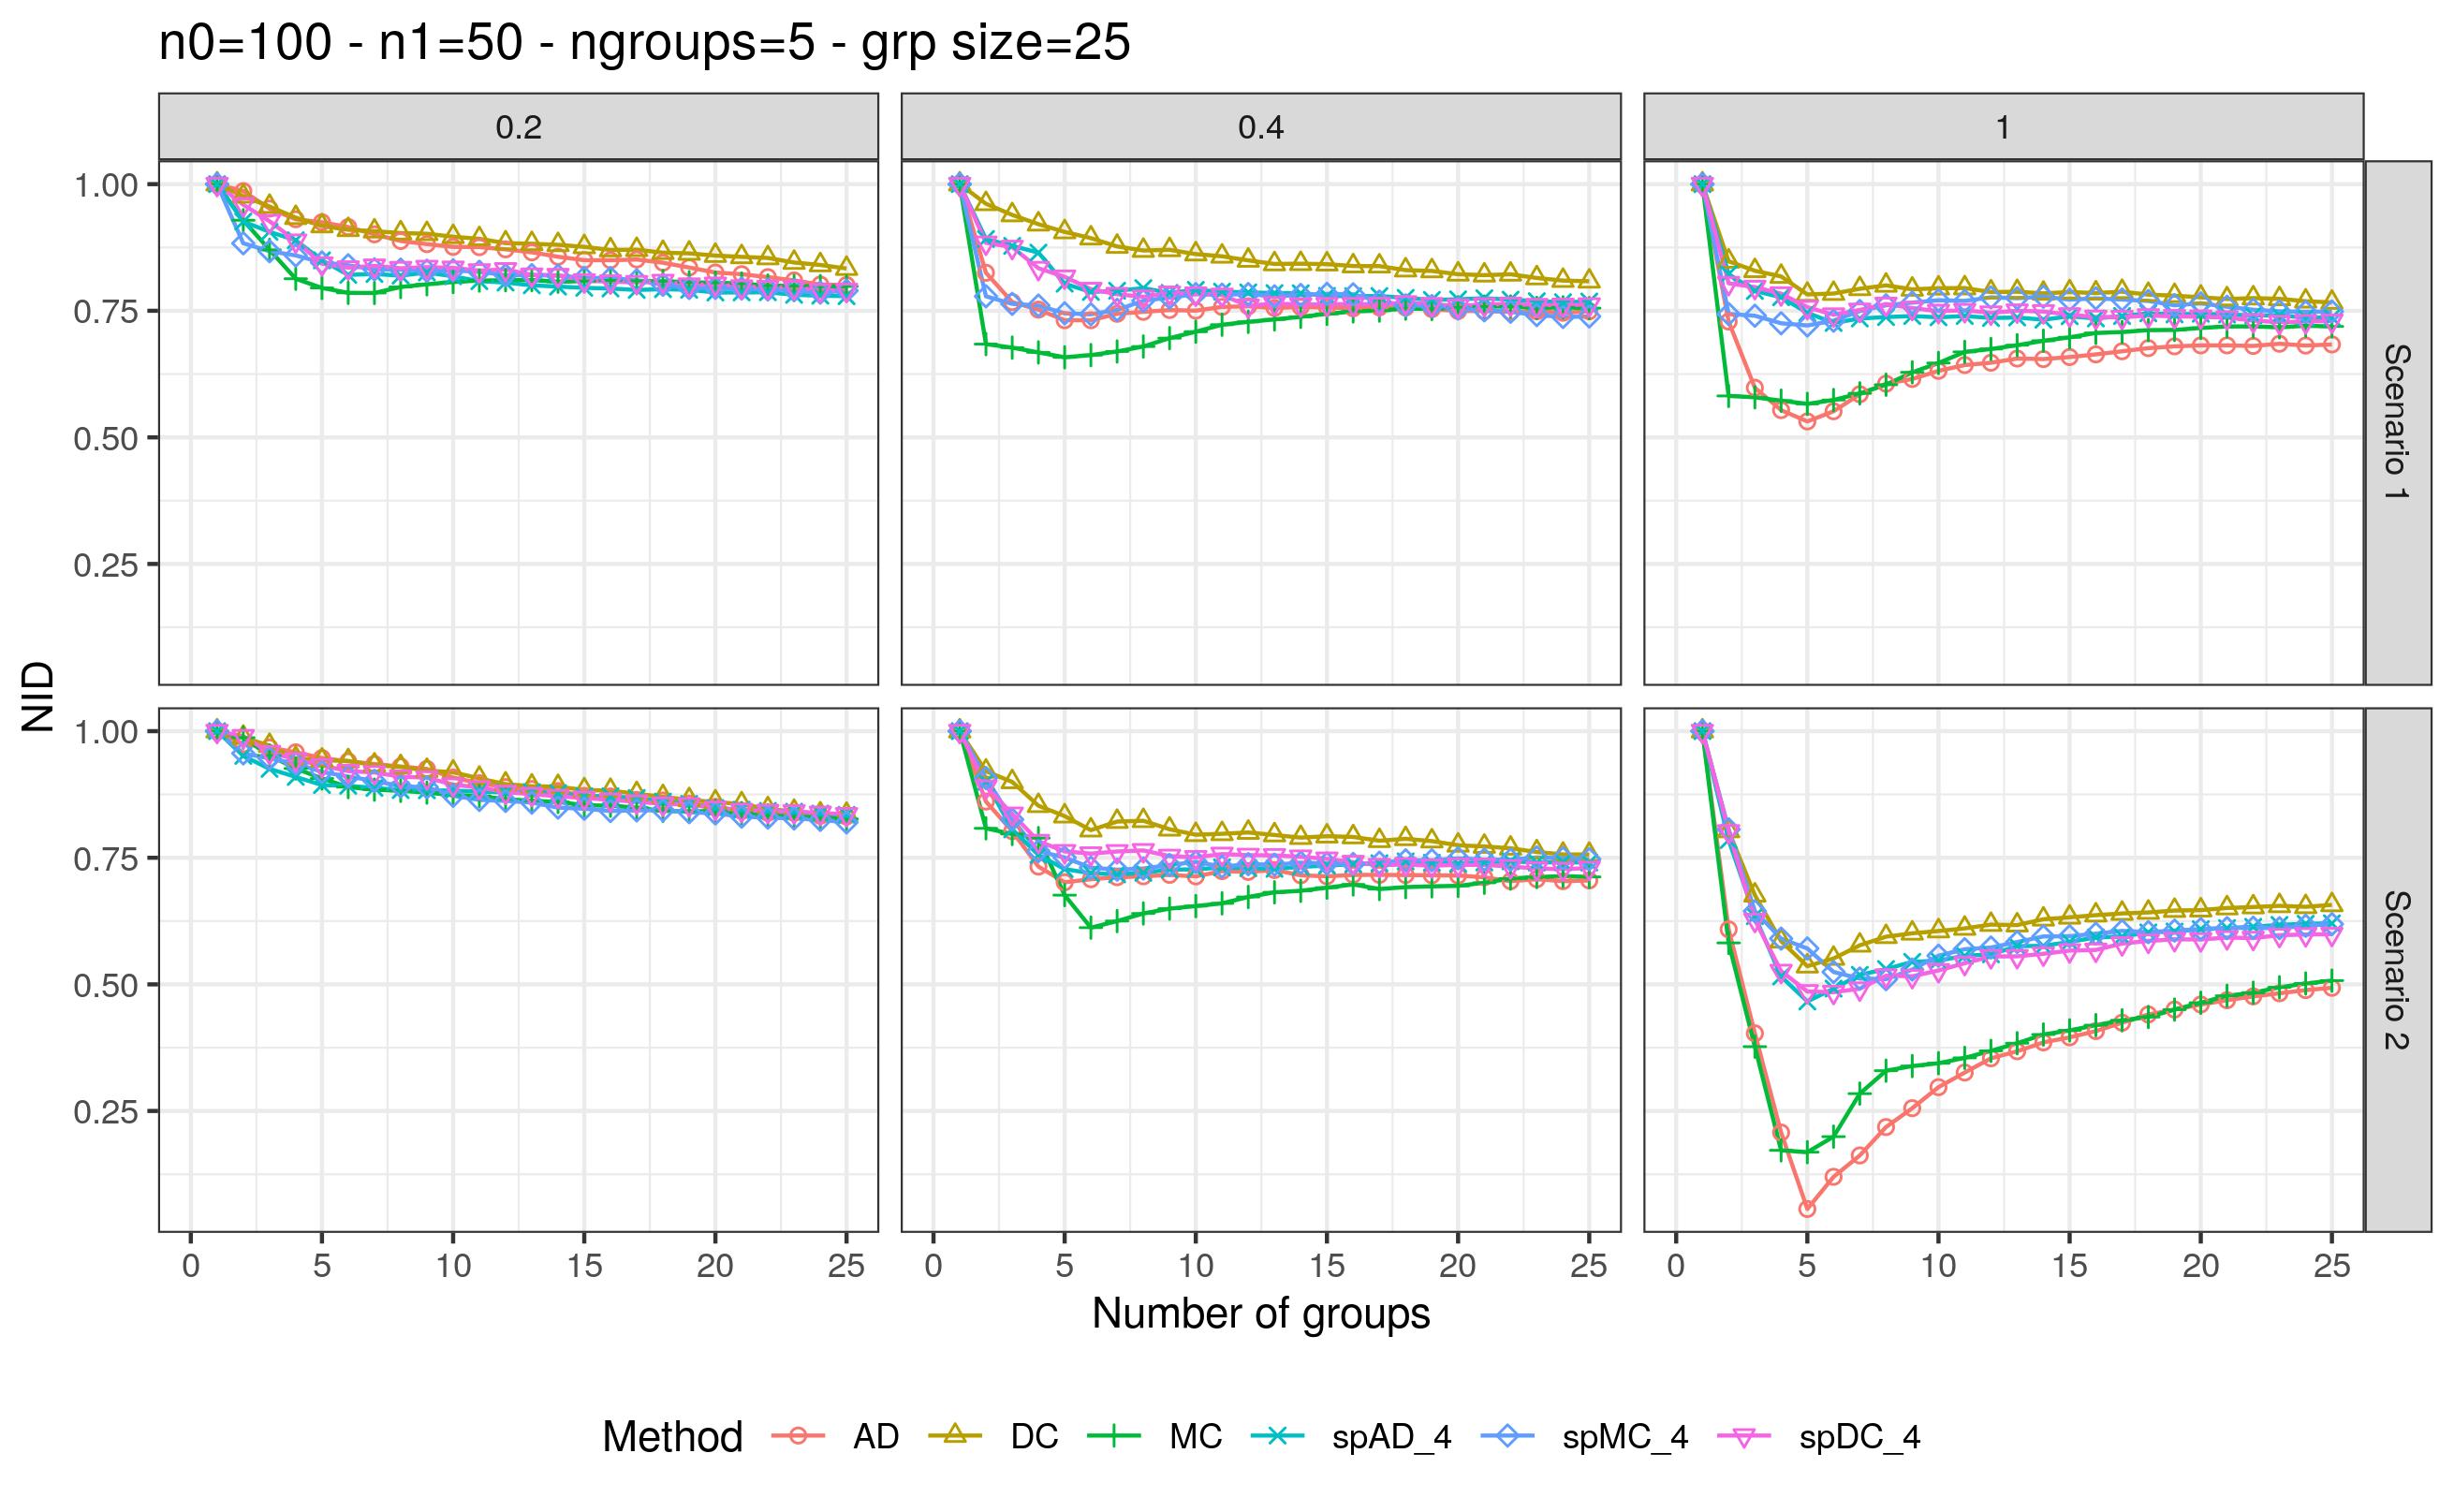 n0=100 - n1=50 - ngroups=5 - grp size=25
0.2 0.4 1
1.00
0.75
0.50
0.25
Scenario 1
NID
1.00
0.75
0.50
0.25
Scenario 2
0 5 10 15 20 25 0 5 10 15 20 25 0 5 10 15 20 25
Number of groups
Method AD DC MC spAD_4 spMC_4 spDC_4